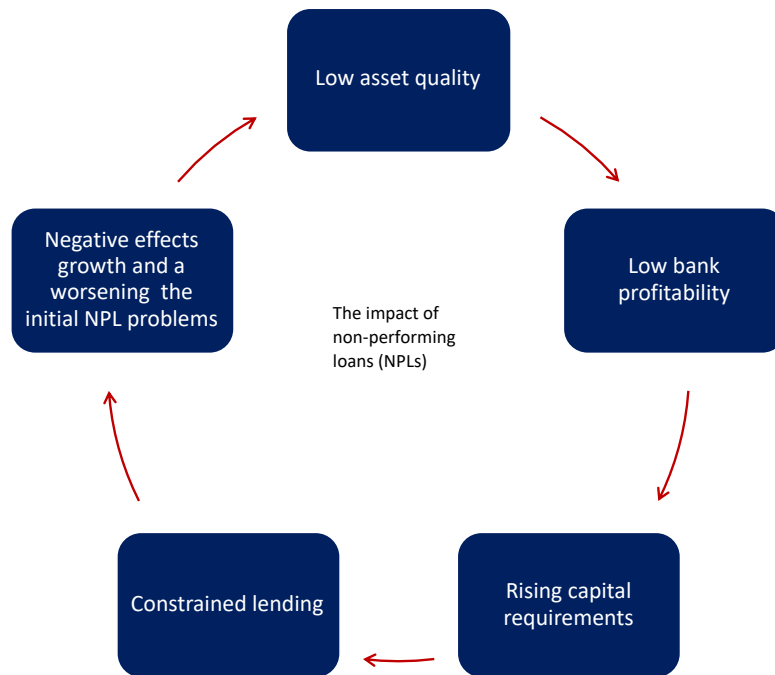 Low asset quality
Low bank
profitability
Rising capital
requirements
Constrained lending
Negative effects
growth and a
worsening  the
initial NPL problems
The impact of
non-performing
loans (NPLs)